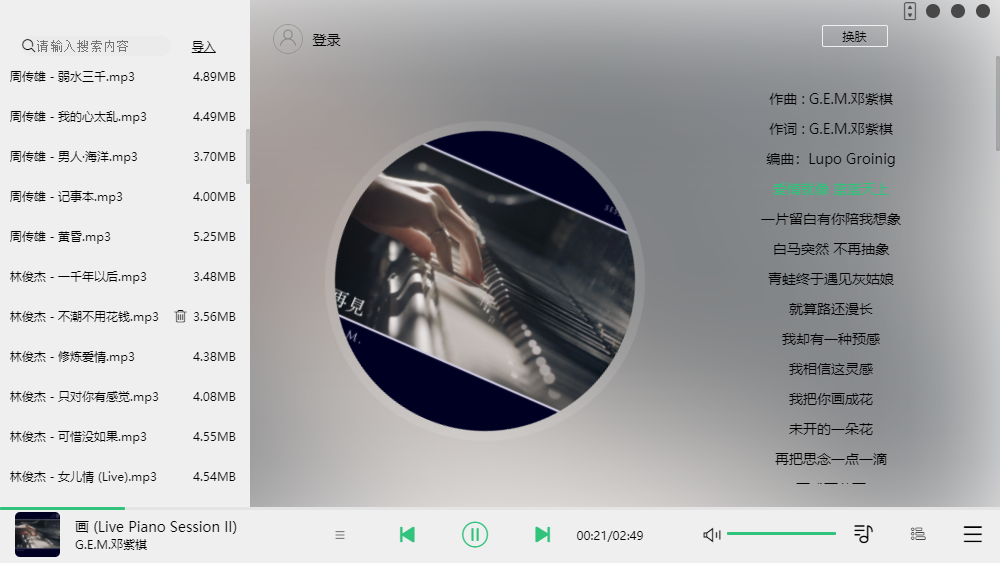 请输入搜索内容
导入
周传雄 - 弱水三千.mp3 4.89MB
周传雄 - 我的心太乱.mp3 4.49MB
周传雄 - 男人·海洋.mp3 3.70MB
周传雄 - 记事本.mp3 4.00MB
周传雄 - 黄昏.mp3 5.25MB
林俊杰 - 一千年以后.mp3 3.48MB
林俊杰 - 不潮不用花钱.mp3 3.56MB
林俊杰 - 修炼爱情.mp3 4.38MB
林俊杰 - 只对你有感觉.mp3 4.08MB
林俊杰 - 可惜没如果.mp3 4.55MB
林俊杰 - 女儿情 (Live).mp3 4.54MB
登录
换肤
再見
M.
作曲 : G.E.M.邓紫棋
作词 : G.E.M.邓紫棋
编曲：Lupo Groinig
一片留白有你陪我想象
白马突然 不再抽象
青蛙终于遇见灰姑娘
就算路还漫长
我却有一种预感
我相信这灵感
我把你画成花
未开的一朵花
再把思念一点一滴
画 (Live Piano Session II)
G.E.M.邓紫棋
00:21/02:49